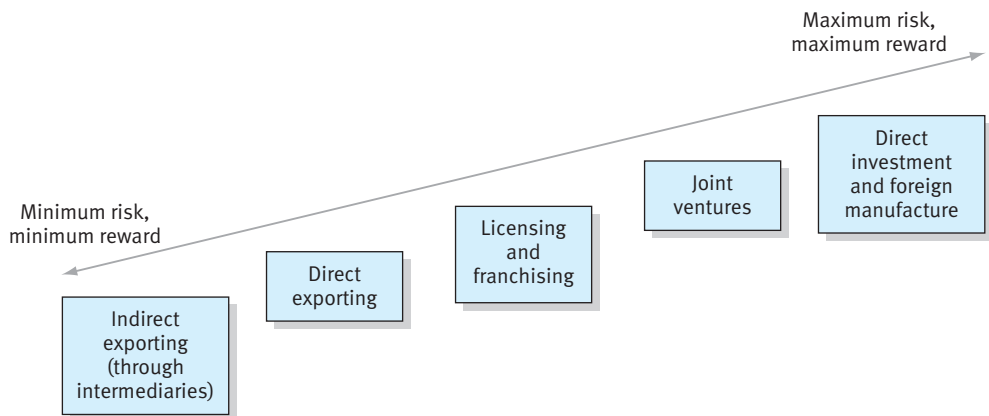 Maximum risk,
maximum reward
Direct
investment
and foreign
manufacture
Joint
ventures
Minimum risk,
minimum reward
Licensing
and
franchising
Direct
exporting
Indirect
exporting
(through
intermediaries)